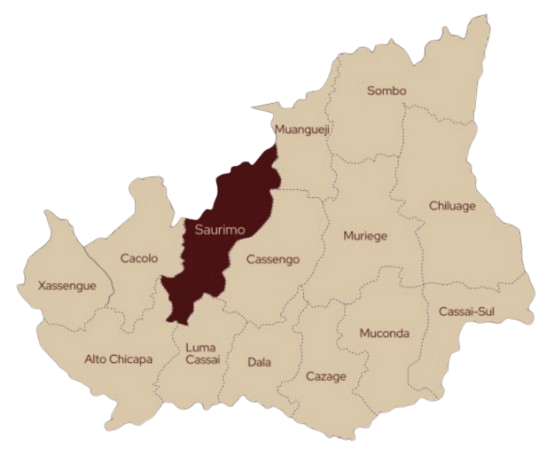 Sombo
Muangueji
Chiluage
Saurimo
Muriege
Cacolo
Cassengo
Xassengue
Cassai-Sul
Muconda
Luma
Cassai
Alto Chicapa
Dala
Cazage